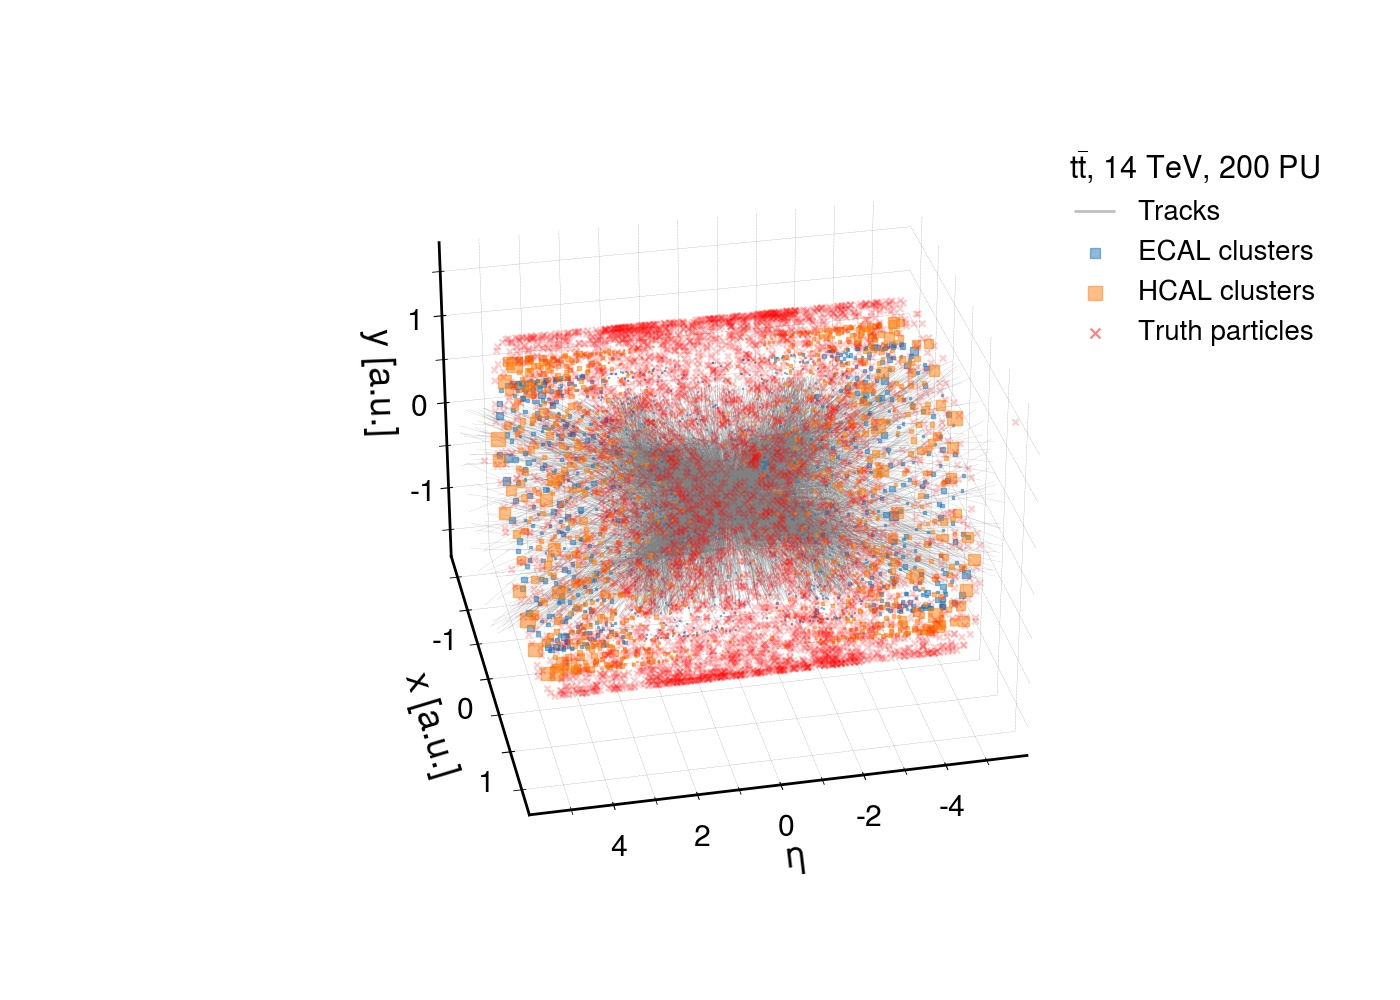 tt̄, 14 TeV, 200 PU
Tracks
ECAL clusters
HCAL clusters
Truth particles
y [a.u.]
1
0
-1
x [a.u.]
-1
0
1
4
2
0
-2
-4
η